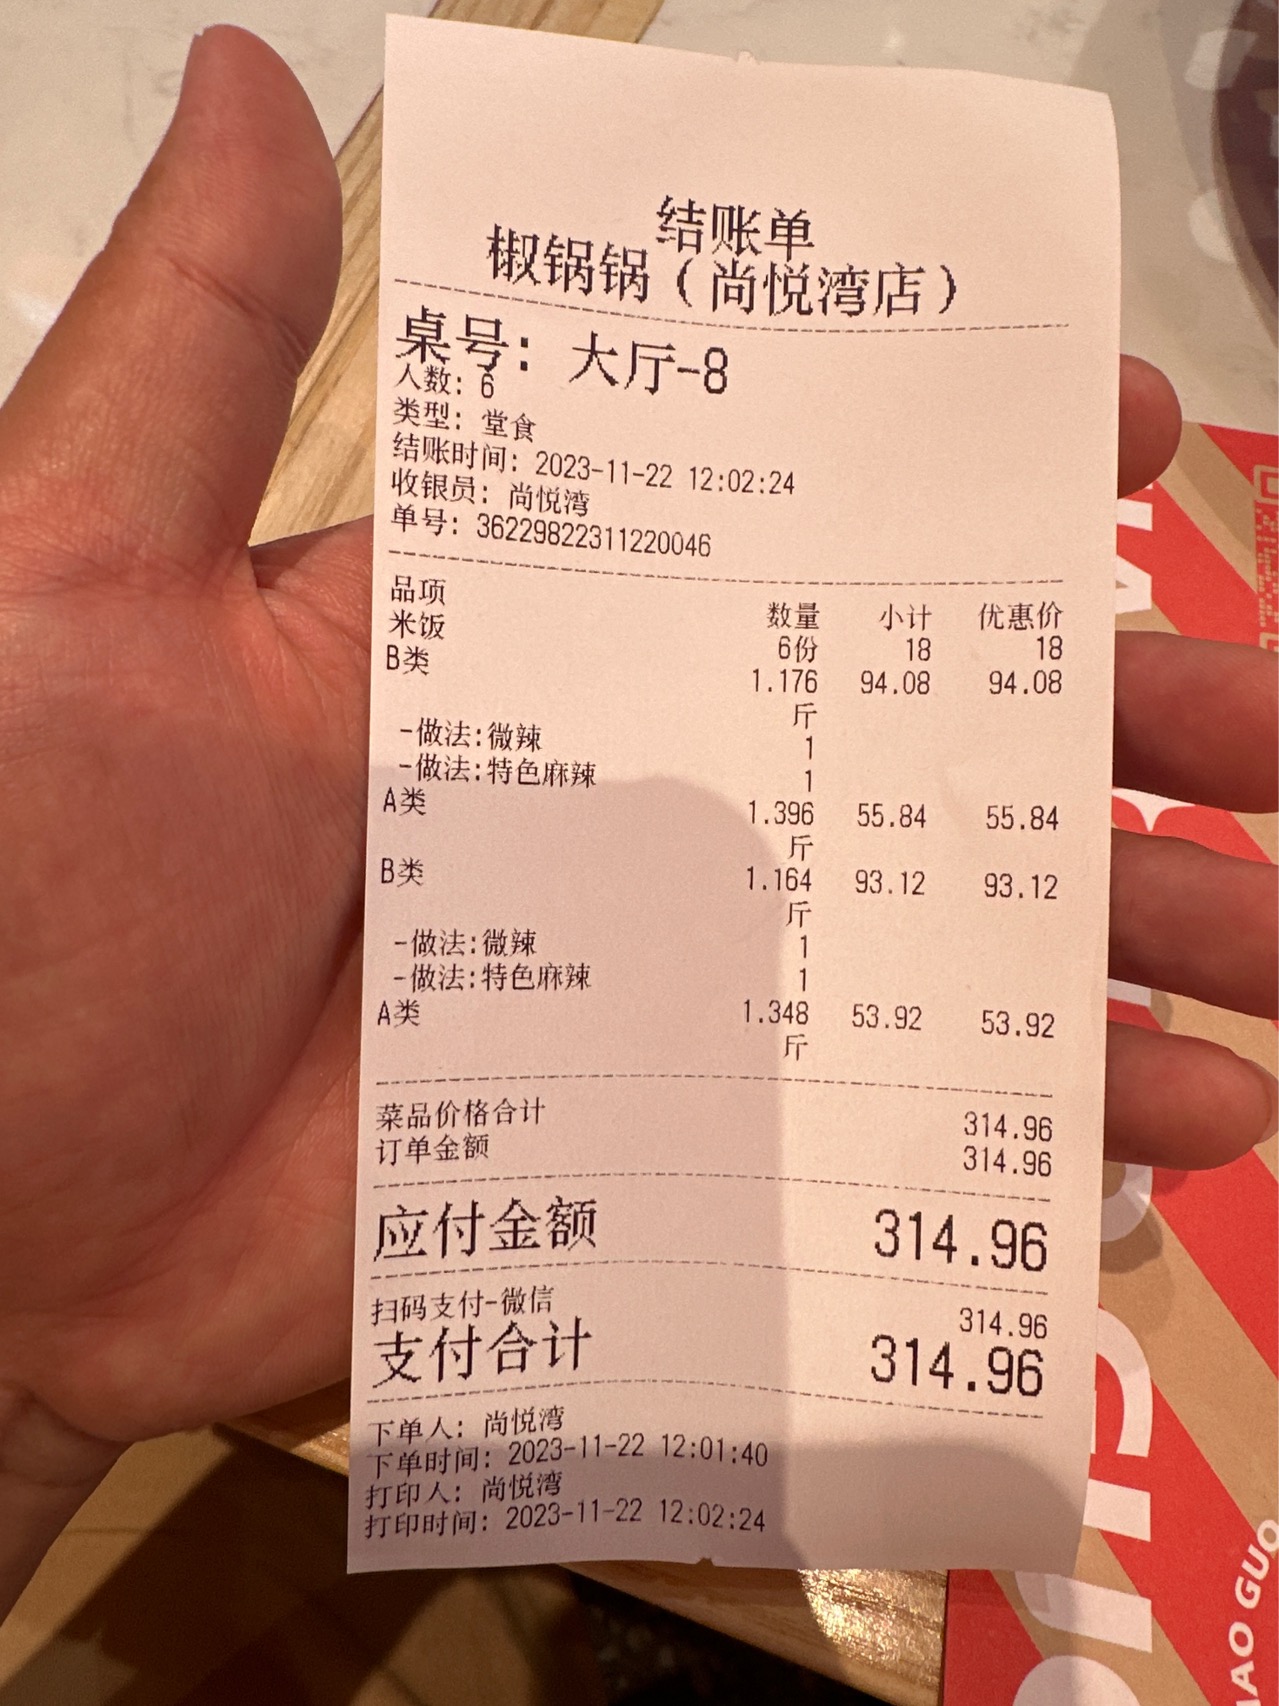 结账单
椒锅锅(尚悦湾店)
桌号: 大厅-8
人数: 6
类型: 堂食
结账时间: 2023-11-22 12:02:24
收银员: 尚悦湾
单号: 36229822311220046
品项 数量 小计 优惠价
米饭 6份 18 18
B类 1.176 94.08 94.08
斤
-做法:微辣 1
-做法:特色麻辣 1
A类 1.396 55.84 55.84
斤
B类 1.164 93.12 93.12
斤
-做法:微辣 1
-做法:特色麻辣 1
A类 1.348 53.92 53.92
斤
菜品价格合计 314.96
订单金额 314.96
应付金额 314.96
扫码支付-微信 314.96
支付合计 314.96
下单人: 尚悦湾
下单时间: 2023-11-22 12:01:40
打印人: 尚悦湾
打印时间: 2023-11-22 12:02:24
IAO GUO